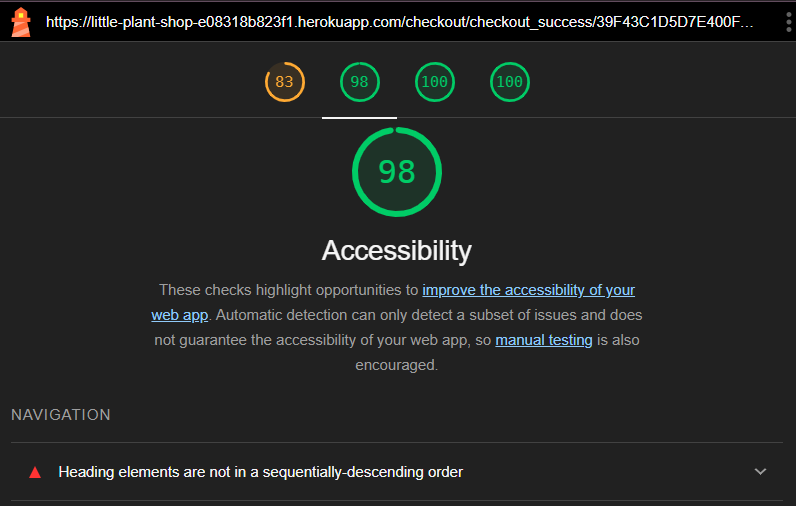 https://little-plant-shop-e08318b823f1.herokuapp.com/checkout/checkout_success/39F43C1D5D7E400F...
83 98 100 100
98
Accessibility
These checks highlight opportunities to improve the accessibility of your
web app. Automatic detection can only detect a subset of issues and does
not guarantee the accessibility of your web app, so manual testing is also
encouraged.
NAVIGATION
Heading elements are not in a sequentially-descending order